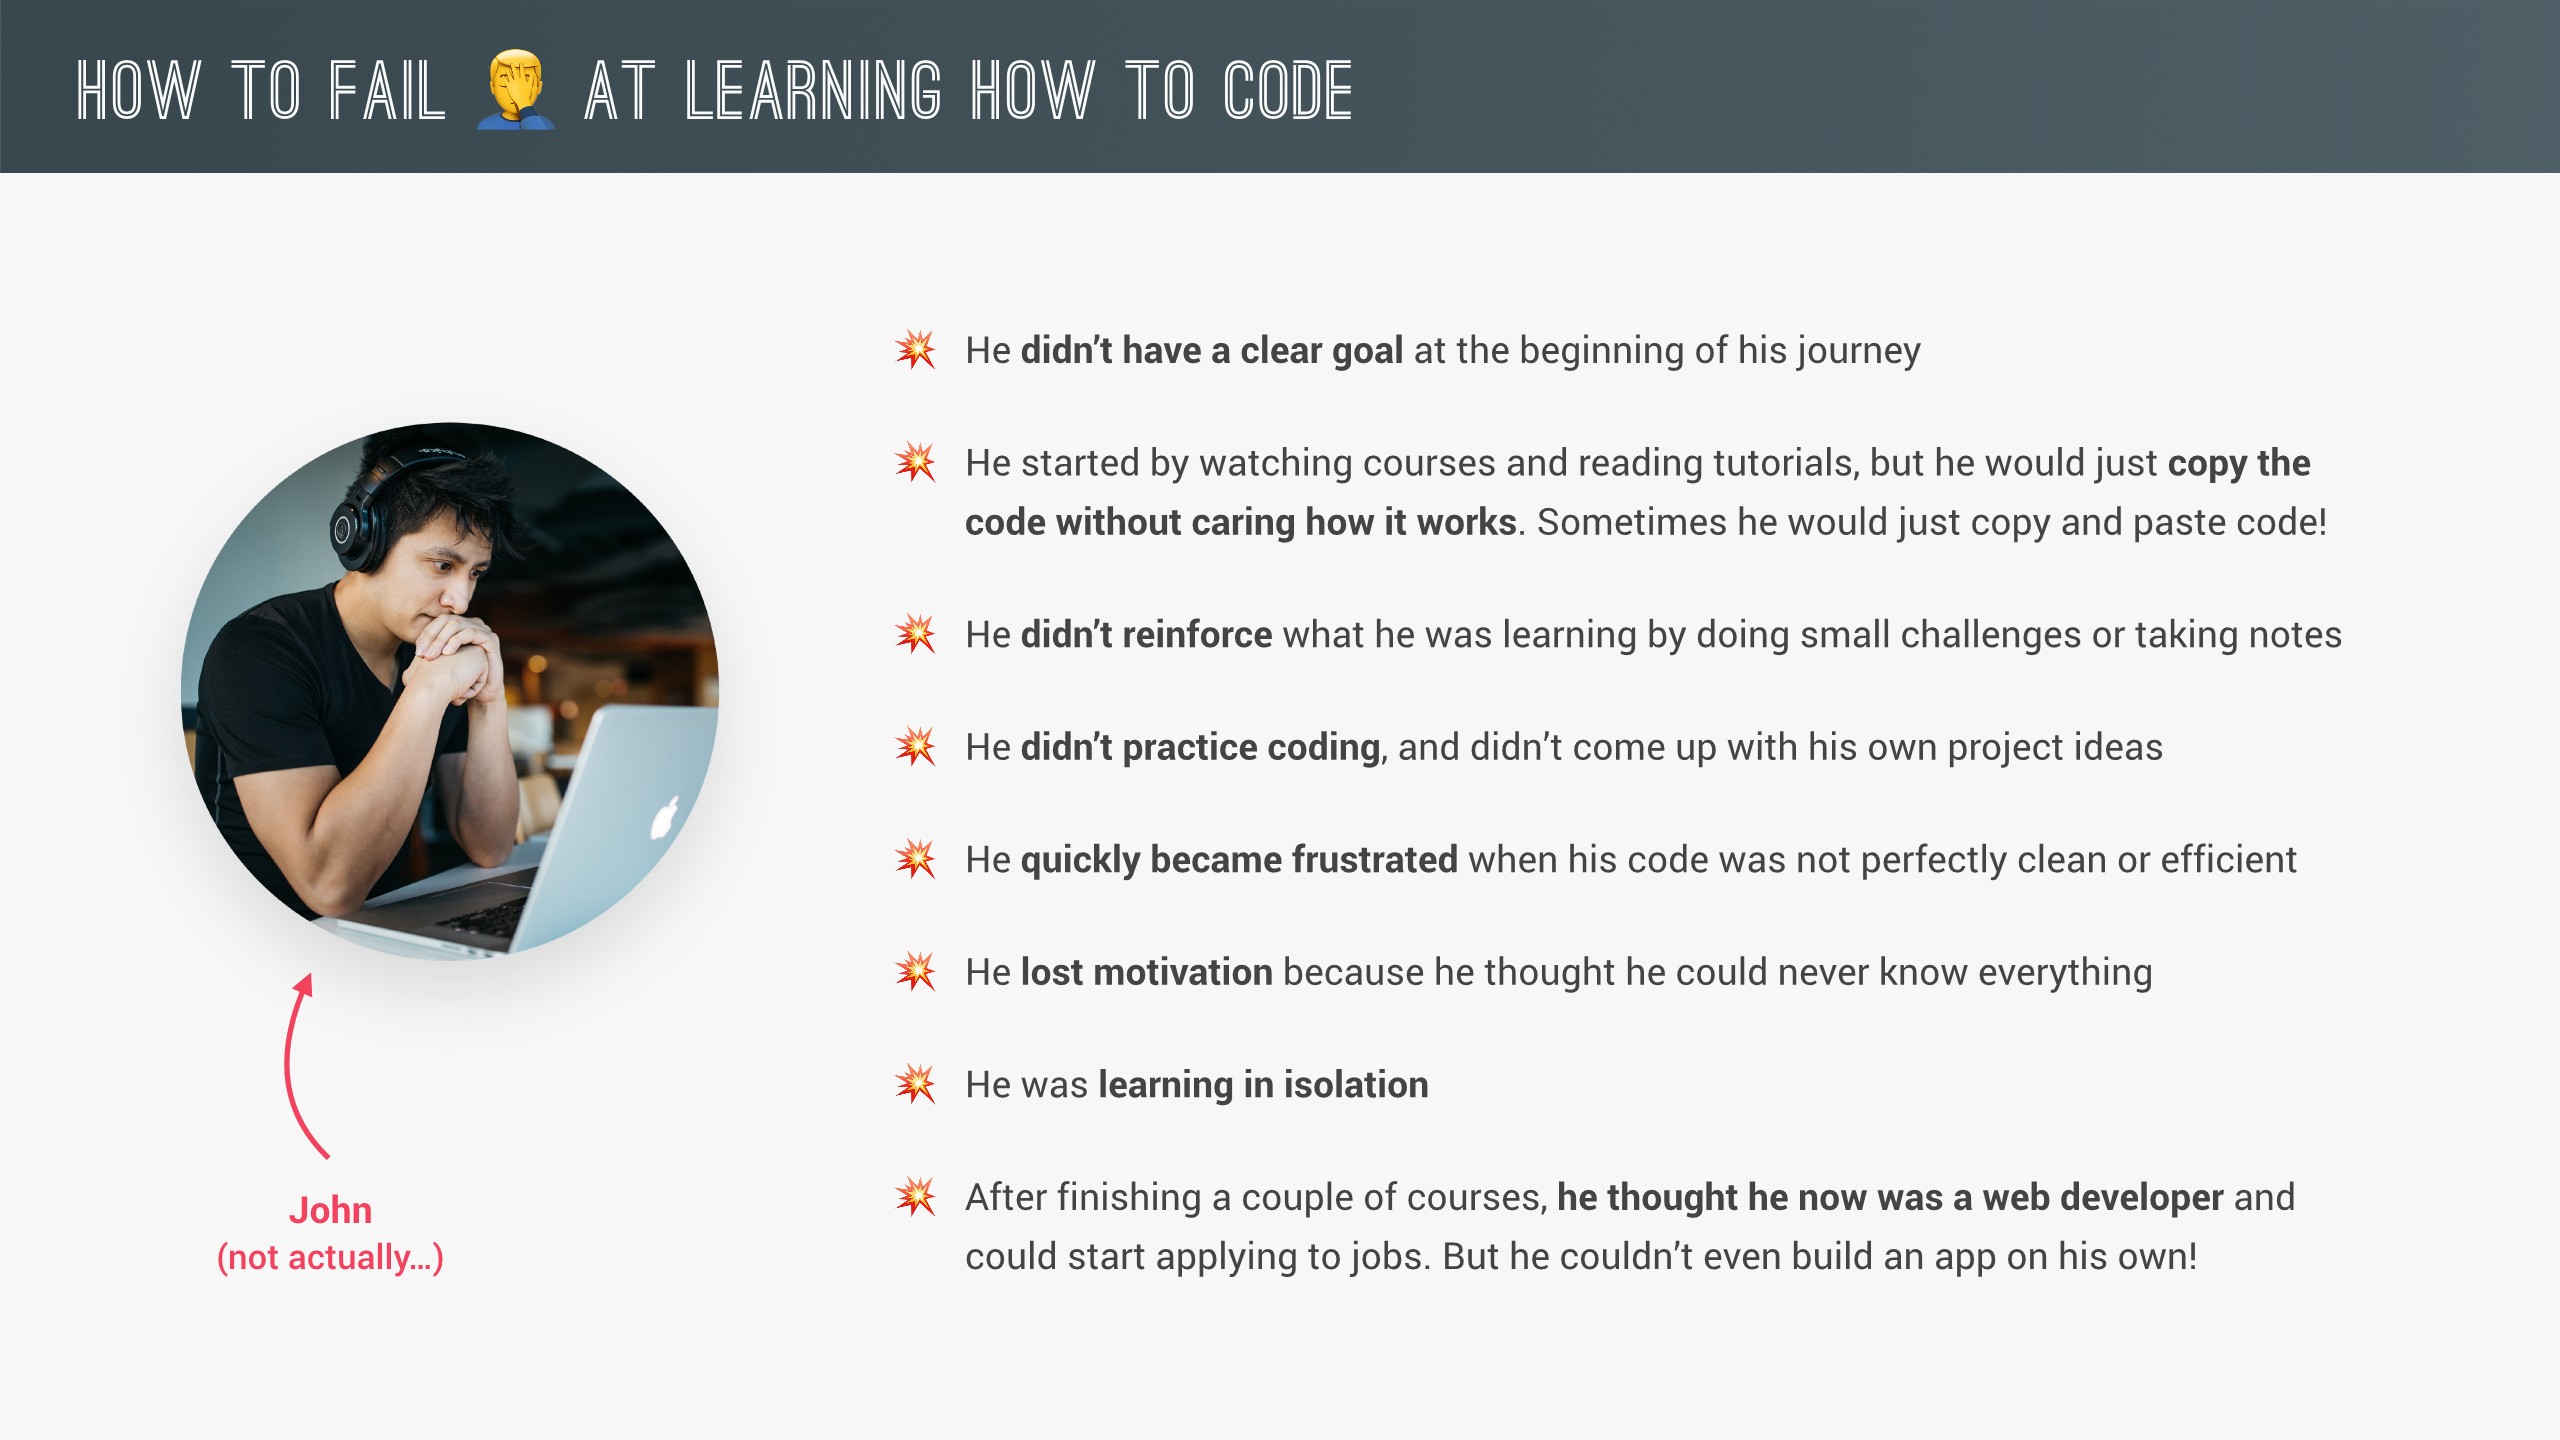 HOW TO FAIL 🤦‍♂️ AT LEARNING HOW TO CODE
He didn’t have a clear goal at the beginning of his journey
He started by watching courses and reading tutorials, but he would just copy the
code without caring how it works. Sometimes he would just copy and paste code!
He didn’t reinforce what he was learning by doing small challenges or taking notes
He didn’t practice coding, and didn’t come up with his own project ideas
He quickly became frustrated when his code was not perfectly clean or efficient
He lost motivation because he thought he could never know everything
He was learning in isolation
After finishing a couple of courses, he thought he now was a web developer and
could start applying to jobs. But he couldn’t even build an app on his own!
John
(not actually…)